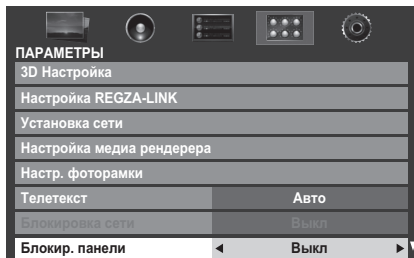 ПАРАМЕТРЫ
3D Настройка
Настройка REGZA-LINK
Установка сети
Настройка медиа рендерера
Настр. фоторамки
Телетекст Авто
Блокировка сети Выкл
Блокир. панели Выкл